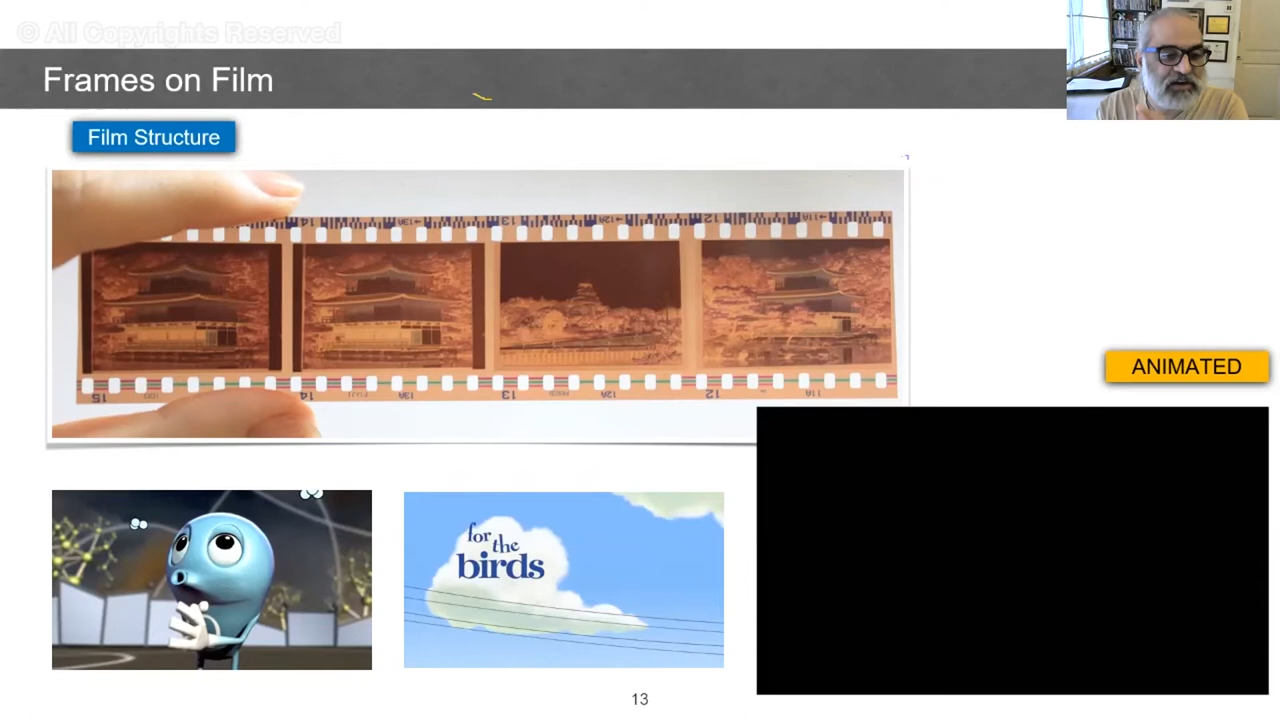 © All Copyrights Reserved
Frames on Film
Film Structure
ANIMATED
for the
birds
13